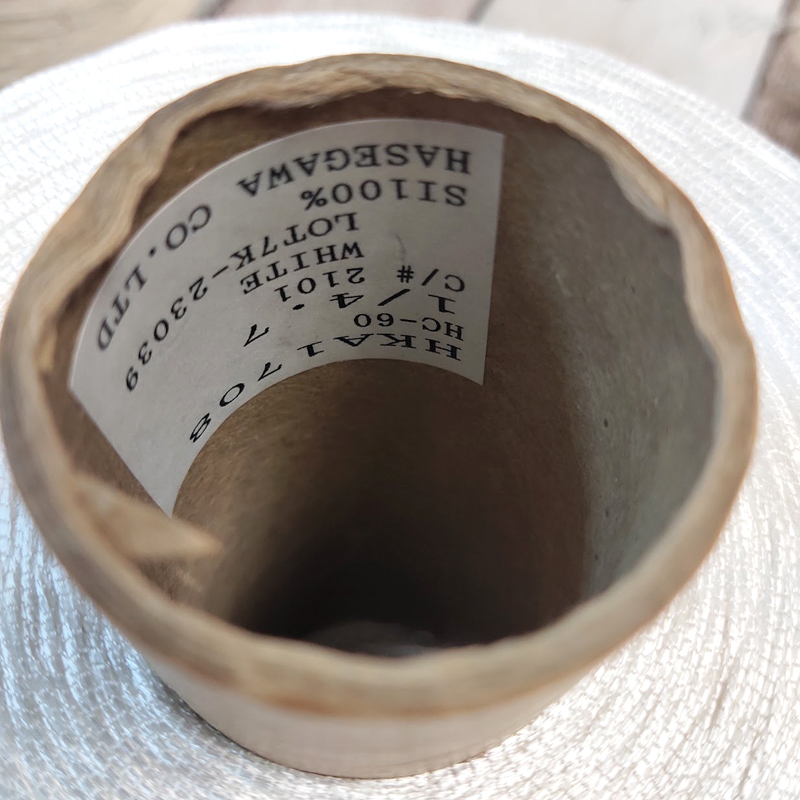 HKA1708
HC-60
1/4.7
C/# 2101
WHITE
LOT7K-23039
SI100%
HASEGAWA CO.LTD